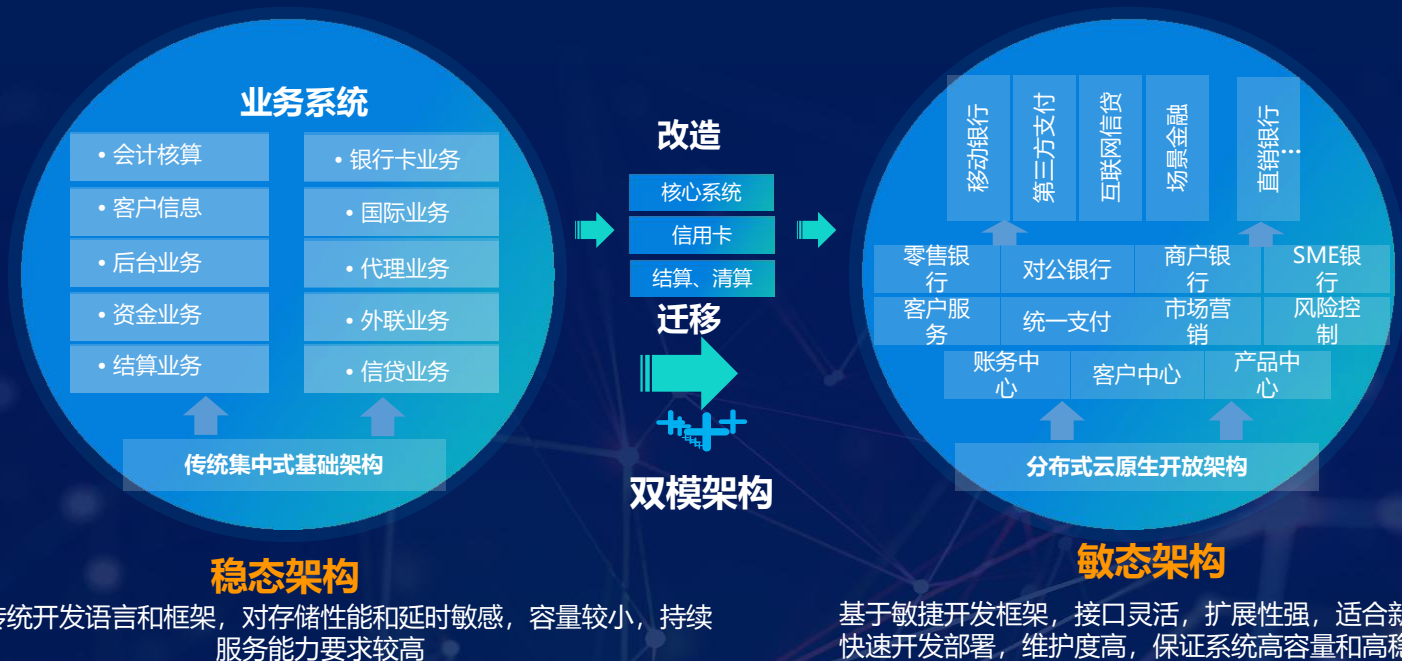 业务系统
• 会计核算
• 客户信息
• 后台业务
• 资金业务
• 结算业务
• 银行卡业务
• 国际业务
• 代理业务
• 外联业务
• 信贷业务
传统集中式基础架构
稳态架构
统开发语言和框架，对存储性能和延时敏感，容量较小，持续
服务能力要求较高
改造
核心系统
信用卡
结算、清算
迁移
双模架构
移动银行
第三方支付
互联网信贷
场景金融
直销银行
...
零售银
行
对公银行
商户银
行
SME银
行
客户服
务
统一支付
市场营
销
风险控
制
账务中
心
客户中心
产品中
心
分布式云原生开放架构
敏态架构
基于敏捷开发框架，接口灵活，扩展性强，适合新
快速开发部署，维护度高，保证系统高容量和高稳